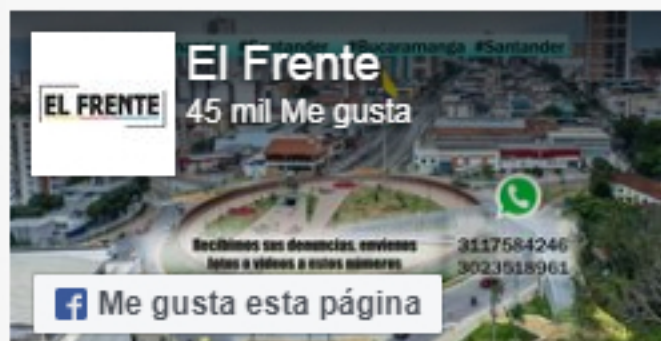 #Santander #Bucaramanga #Santander
El Frente
EL FRENTE
45 mil Me gusta
Recibimos sus denuncias, envienos
fotos o videos a estos números
3117584246
3023518961
Me gusta esta página